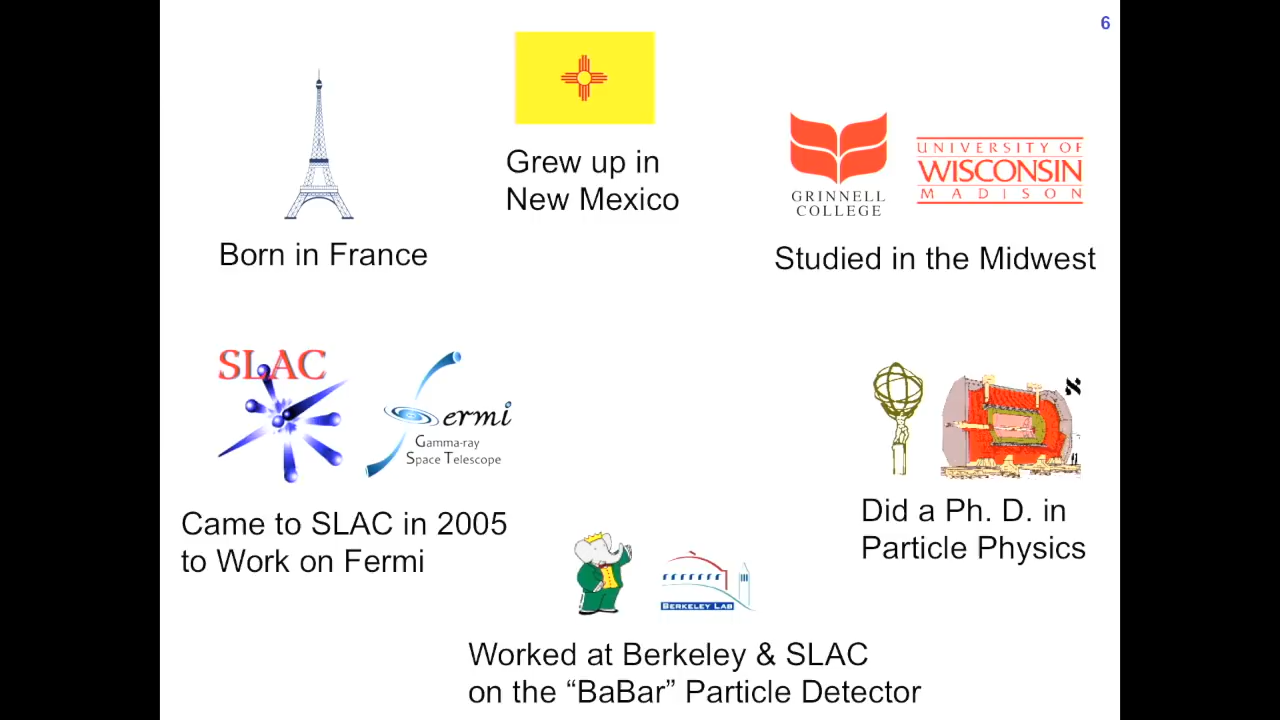 6
Born in France
Grew up in
New Mexico
GRINNELL
COLLEGE
UNIVERSITY OF
WISCONSIN
MADISON
Studied in the Midwest
SLAC
Fermi
Gamma-ray
Space Telescope
Came to SLAC in 2005
to Work on Fermi
BERKELEY LAB
Worked at Berkeley & SLAC
on the “BaBar” Particle Detector
א
Did a Ph. D. in
Particle Physics